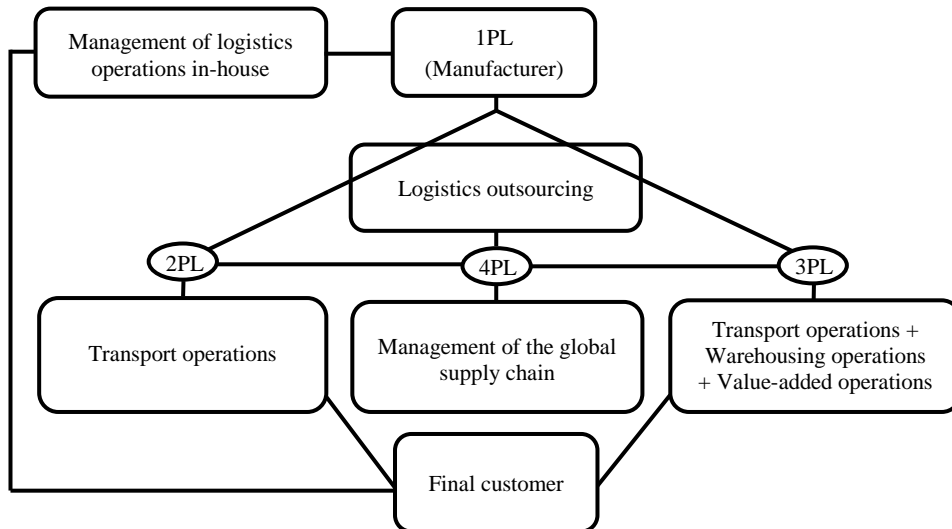 Management of logistics
operations in-house
1PL
(Manufacturer)
Logistics outsourcing
2PL
4PL
3PL
Transport operations
Management of the global
supply chain
Transport operations +
Warehousing operations
+ Value-added operations
Final customer